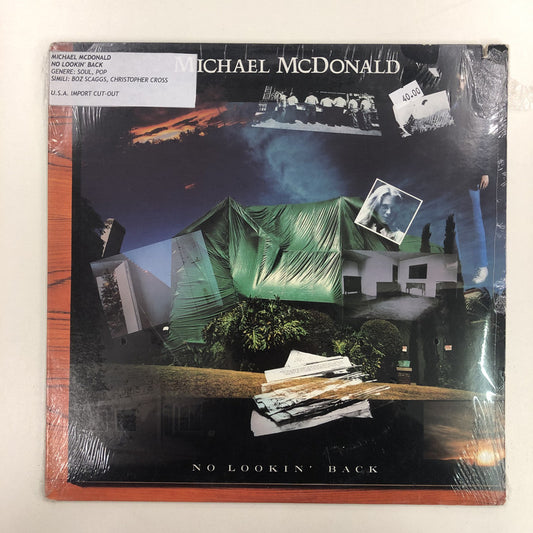 MICHAEL MCDONALD
NO LOOKIN' BACK
GENERE: SOUL, POP
SIMILI: BOZ SCAGGS, CHRISTOPHER CROSS
U.S.A. IMPORT CUT-OUT
MICHAEL MCDONALD
40.00
NO LOOKIN' BACK